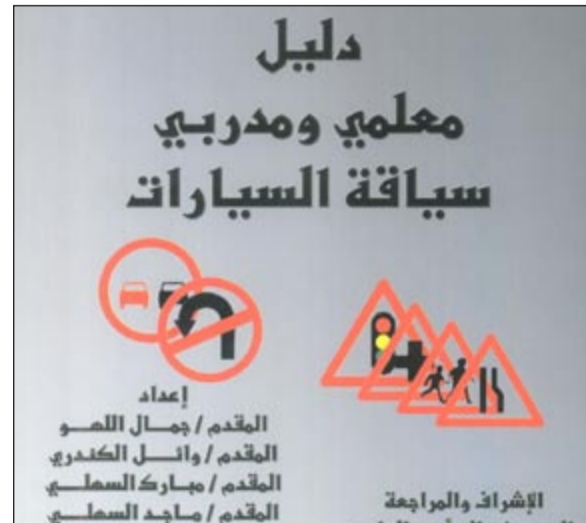 دليل
معلمي ومدربي
سياقة السيارات
إعداد
المقدم / جمال اللهو
المقدم / وائل الكندري
المقدم / مبارك السهلي
المقدم / ماجد السهلي
الإشراف والمراجعة